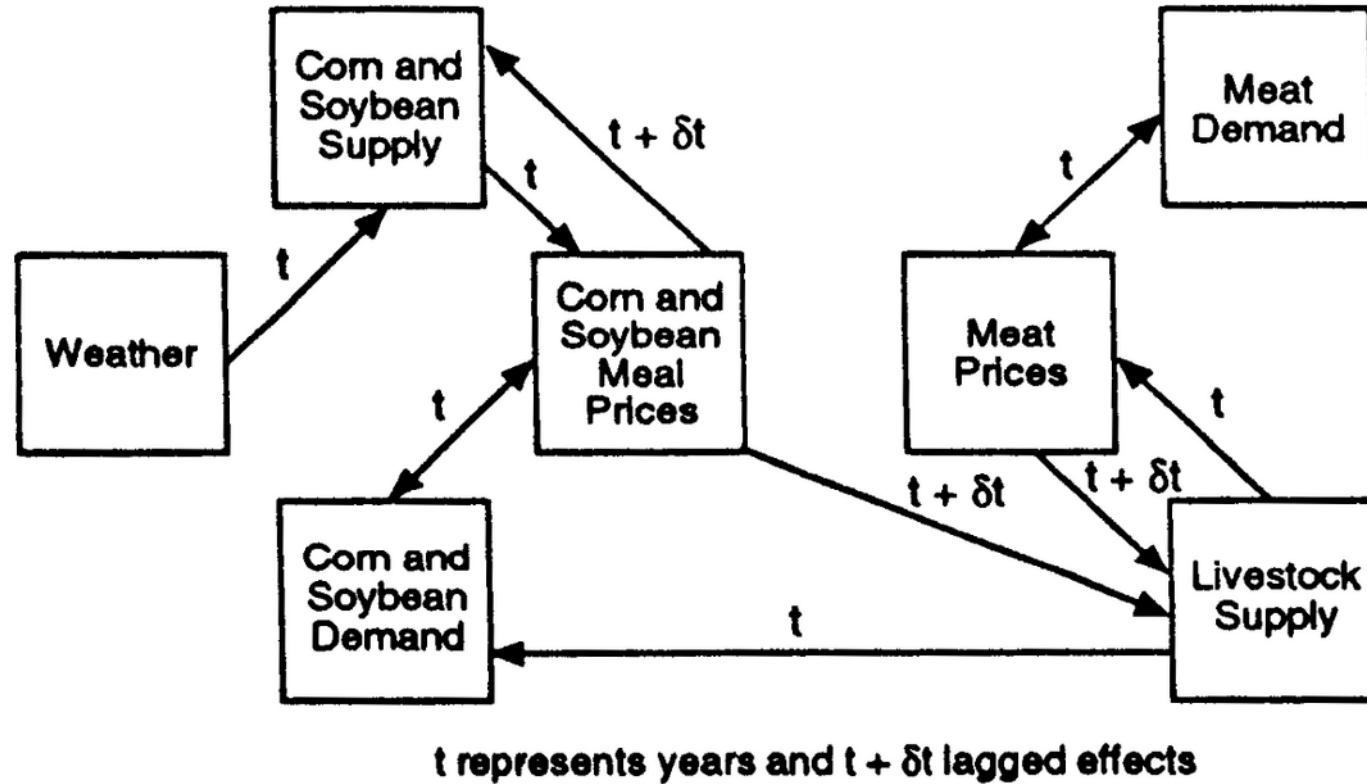 Corn and
Soybean
Supply
Meat
Demand
t + δt
t
t
t
Weather
Corn and
Soybean
Meal
Prices
Meat
Prices
t
t
t + δt
t + δt
Corn and
Soybean
Demand
Livestock
Supply
t
t represents years and t + δt lagged effects